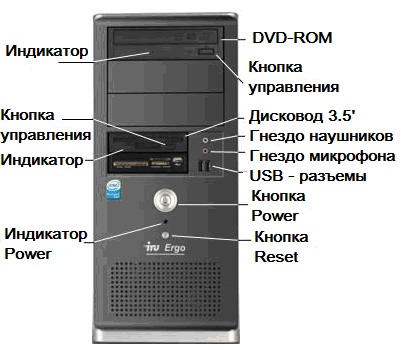 DVD-ROM
Индикатор
Кнопка
управления
Кнопка
управления
Дисковод 3.5'
Гнездо наушников
Индикатор
Гнездо микрофона
USB - разъемы
Кнопка
Power
Индикатор
Power
Кнопка
Reset
iru Ergo